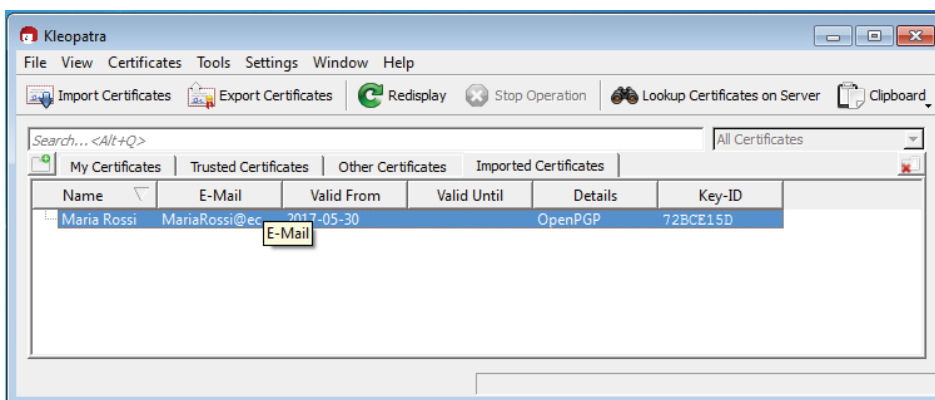 Kleopatra
File View Certificates Tools Settings Window Help
Import Certificates Export Certificates Redisplay Stop Operation Lookup Certificates on Server Clipboard
Search...<Alt+Q> All Certificates
My Certificates Trusted Certificates Other Certificates Imported Certificates
Name E-Mail Valid From Valid Until Details Key-ID
Maria Rossi MariaRossi@ec 2017-05-30 OpenPGP 72BCE15D
E-Mail